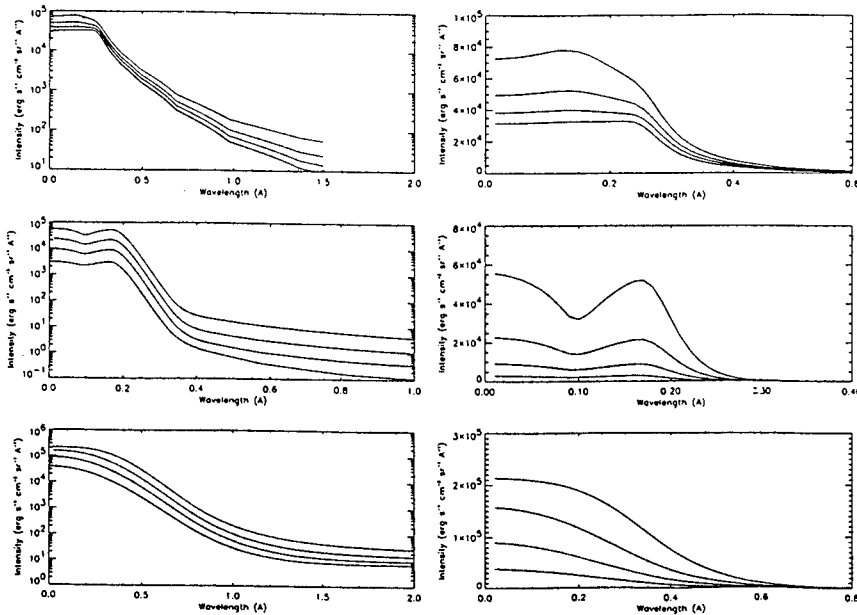 Intensity (erg s⁻¹ cm⁻² sr⁻¹ A⁻¹)
10⁵
10⁴
10³
10²
10¹
0.0 0.5 1.0 1.5 2.0
Wavelength (A)
Intensity (erg s⁻¹ cm⁻² sr⁻¹ A⁻¹)
1×10⁵
8×10⁴
6×10⁴
4×10⁴
2×10⁴
0
0.0 0.2 0.4 0.6
Wavelength (A)
Intensity (erg s⁻¹ cm⁻² sr⁻¹ A⁻¹)
10⁵
10⁴
10³
10²
10¹
10⁰
10⁻¹
0.0 0.2 0.4 0.6 0.8 1.0
Wavelength (A)
Intensity (erg s⁻¹ cm⁻² sr⁻¹ A⁻¹)
8×10⁴
6×10⁴
4×10⁴
2×10⁴
0
0.00 0.10 0.20 0.30 0.40
Wavelength (A)
Intensity (erg s⁻¹ cm⁻² sr⁻¹ A⁻¹)
10⁶
10⁵
10⁴
10³
10²
10¹
10⁰
0.0 0.5 1.0 1.5 2.0
Wavelength (A)
Intensity (erg s⁻¹ cm⁻² sr⁻¹ A⁻¹)
3×10⁵
2×10⁵
1×10⁵
0
0.0 0.2 0.4 0.6 0.8
Wavelength (A)